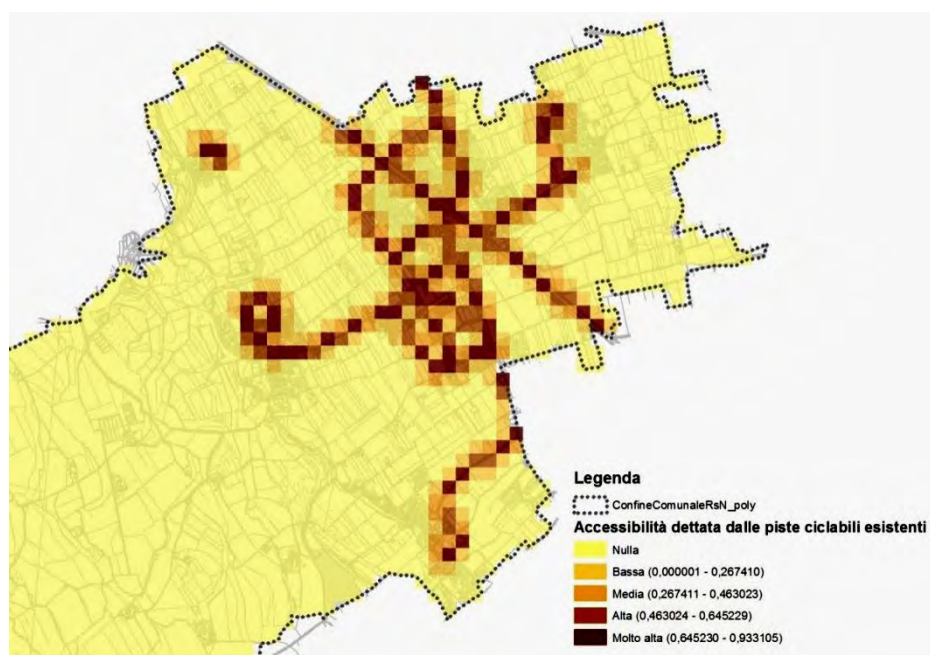 Legenda
ConfineComunaleRsN_poly
Accessibilità dettata dalle piste ciclabili esistenti
Nulla
Bassa (0,000001 - 0,267410)
Media (0,267411 - 0,463023)
Alta (0,463024 - 0,645229)
Molto alta (0,645230 - 0,933105)